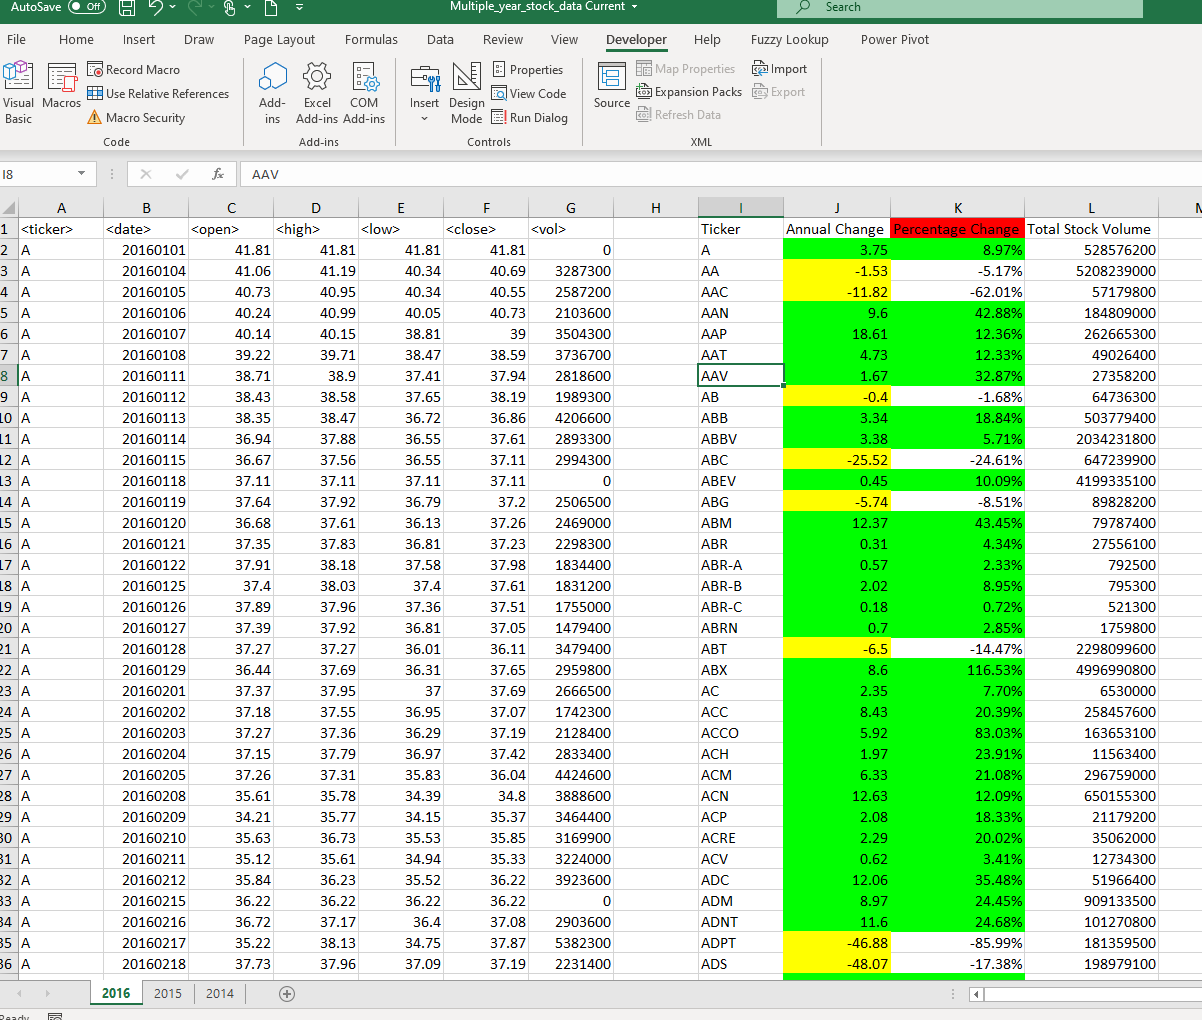 AutoSave Off Multiple_year_stock_data Current Search
File Home Insert Draw Page Layout Formulas Data Review View Developer Help Fuzzy Lookup Power Pivot
Visual Basic
Macros
Record Macro
Use Relative References
Macro Security
Code
Add-ins
Excel Add-ins
COM Add-ins
Add-ins
Insert
Design Mode
Properties
View Code
Run Dialog
Controls
Source
Map Properties
Expansion Packs
Refresh Data
Import
Export
XML
I8 fx AAV
A B C D E F G H I J K L
1 <ticker> <date> <open> <high> <low> <close> <vol> Ticker Annual Change Percentage Change Total Stock Volume
2 A 20160101 41.81 41.81 41.81 41.81 0 A 3.75 8.97% 528576200
3 A 20160104 41.06 41.19 40.34 40.69 3287300 AA -1.53 -5.17% 5208239000
4 A 20160105 40.73 40.95 40.34 40.55 2587200 AAC -11.82 -62.01% 57179800
5 A 20160106 40.24 40.99 40.05 40.73 2103600 AAN 9.6 42.88% 184809000
6 A 20160107 40.14 40.15 38.81 39 3504300 AAP 18.61 12.36% 262665300
7 A 20160108 39.22 39.71 38.47 38.59 3736700 AAT 4.73 12.33% 49026400
8 A 20160111 38.71 38.9 37.41 37.94 2818600 AAV 1.67 32.87% 27358200
9 A 20160112 38.43 38.58 37.65 38.19 1989300 AB -0.4 -1.68% 64736300
10 A 20160113 38.35 38.47 36.72 36.86 4206600 ABB 3.34 18.84% 503779400
11 A 20160114 36.94 37.88 36.55 37.61 2893300 ABBV 3.38 5.71% 2034231800
12 A 20160115 36.67 37.56 36.55 37.11 2994300 ABC -25.52 -24.61% 647239900
13 A 20160118 37.11 37.11 37.11 37.11 0 ABEV 0.45 10.09% 4199335100
14 A 20160119 37.64 37.92 36.79 37.2 2506500 ABG -5.74 -8.51% 89828200
15 A 20160120 36.68 37.61 36.13 37.26 2469000 ABM 12.37 43.45% 79787400
16 A 20160121 37.35 37.83 36.81 37.23 2298300 ABR 0.31 4.34% 27556100
17 A 20160122 37.91 38.18 37.58 37.98 1834400 ABR-A 0.57 2.33% 792500
18 A 20160125 37.4 38.03 37.4 37.61 1831200 ABR-B 2.02 8.95% 795300
19 A 20160126 37.89 37.96 37.36 37.51 1755000 ABR-C 0.18 0.72% 521300
20 A 20160127 37.39 37.92 36.81 37.05 1479400 ABRN 0.7 2.85% 1759800
21 A 20160128 37.27 37.27 36.01 36.11 3479400 ABT -6.5 -14.47% 2298099600
22 A 20160129 36.44 37.69 36.31 37.65 2959800 ABX 8.6 116.53% 4996990800
23 A 20160201 37.37 37.95 37 37.69 2666500 AC 2.35 7.70% 6530000
24 A 20160202 37.18 37.55 36.95 37.07 1742300 ACC 8.43 20.39% 258457600
25 A 20160203 37.27 37.36 36.29 37.19 2128400 ACCO 5.92 83.03% 163653100
26 A 20160204 37.15 37.79 36.97 37.42 2833400 ACH 1.97 23.91% 11563400
27 A 20160205 37.26 37.31 35.83 36.04 4424600 ACM 6.33 21.08% 296759000
28 A 20160208 35.61 35.78 34.39 34.8 3888600 ACN 12.63 12.09% 650155300
29 A 20160209 34.21 35.77 34.15 35.37 3464400 ACP 2.08 18.33% 21179200
30 A 20160210 35.63 36.73 35.53 35.85 3169900 ACRE 2.29 20.02% 35062000
31 A 20160211 35.12 35.61 34.94 35.33 3224000 ACV 0.62 3.41% 12734300
32 A 20160212 35.84 36.23 35.52 36.22 3923600 ADC 12.06 35.48% 51966400
33 A 20160215 36.22 36.22 36.22 36.22 0 ADM 8.97 24.45% 909133500
34 A 20160216 36.72 37.17 36.4 37.08 2903600 ADNT 11.6 24.68% 101270800
35 A 20160217 35.22 38.13 34.75 37.87 5382300 ADPT -46.88 -85.99% 181359500
36 A 20160218 37.73 37.96 37.09 37.19 2231400 ADS -48.07 -17.38% 198979100
2016 2015 2014